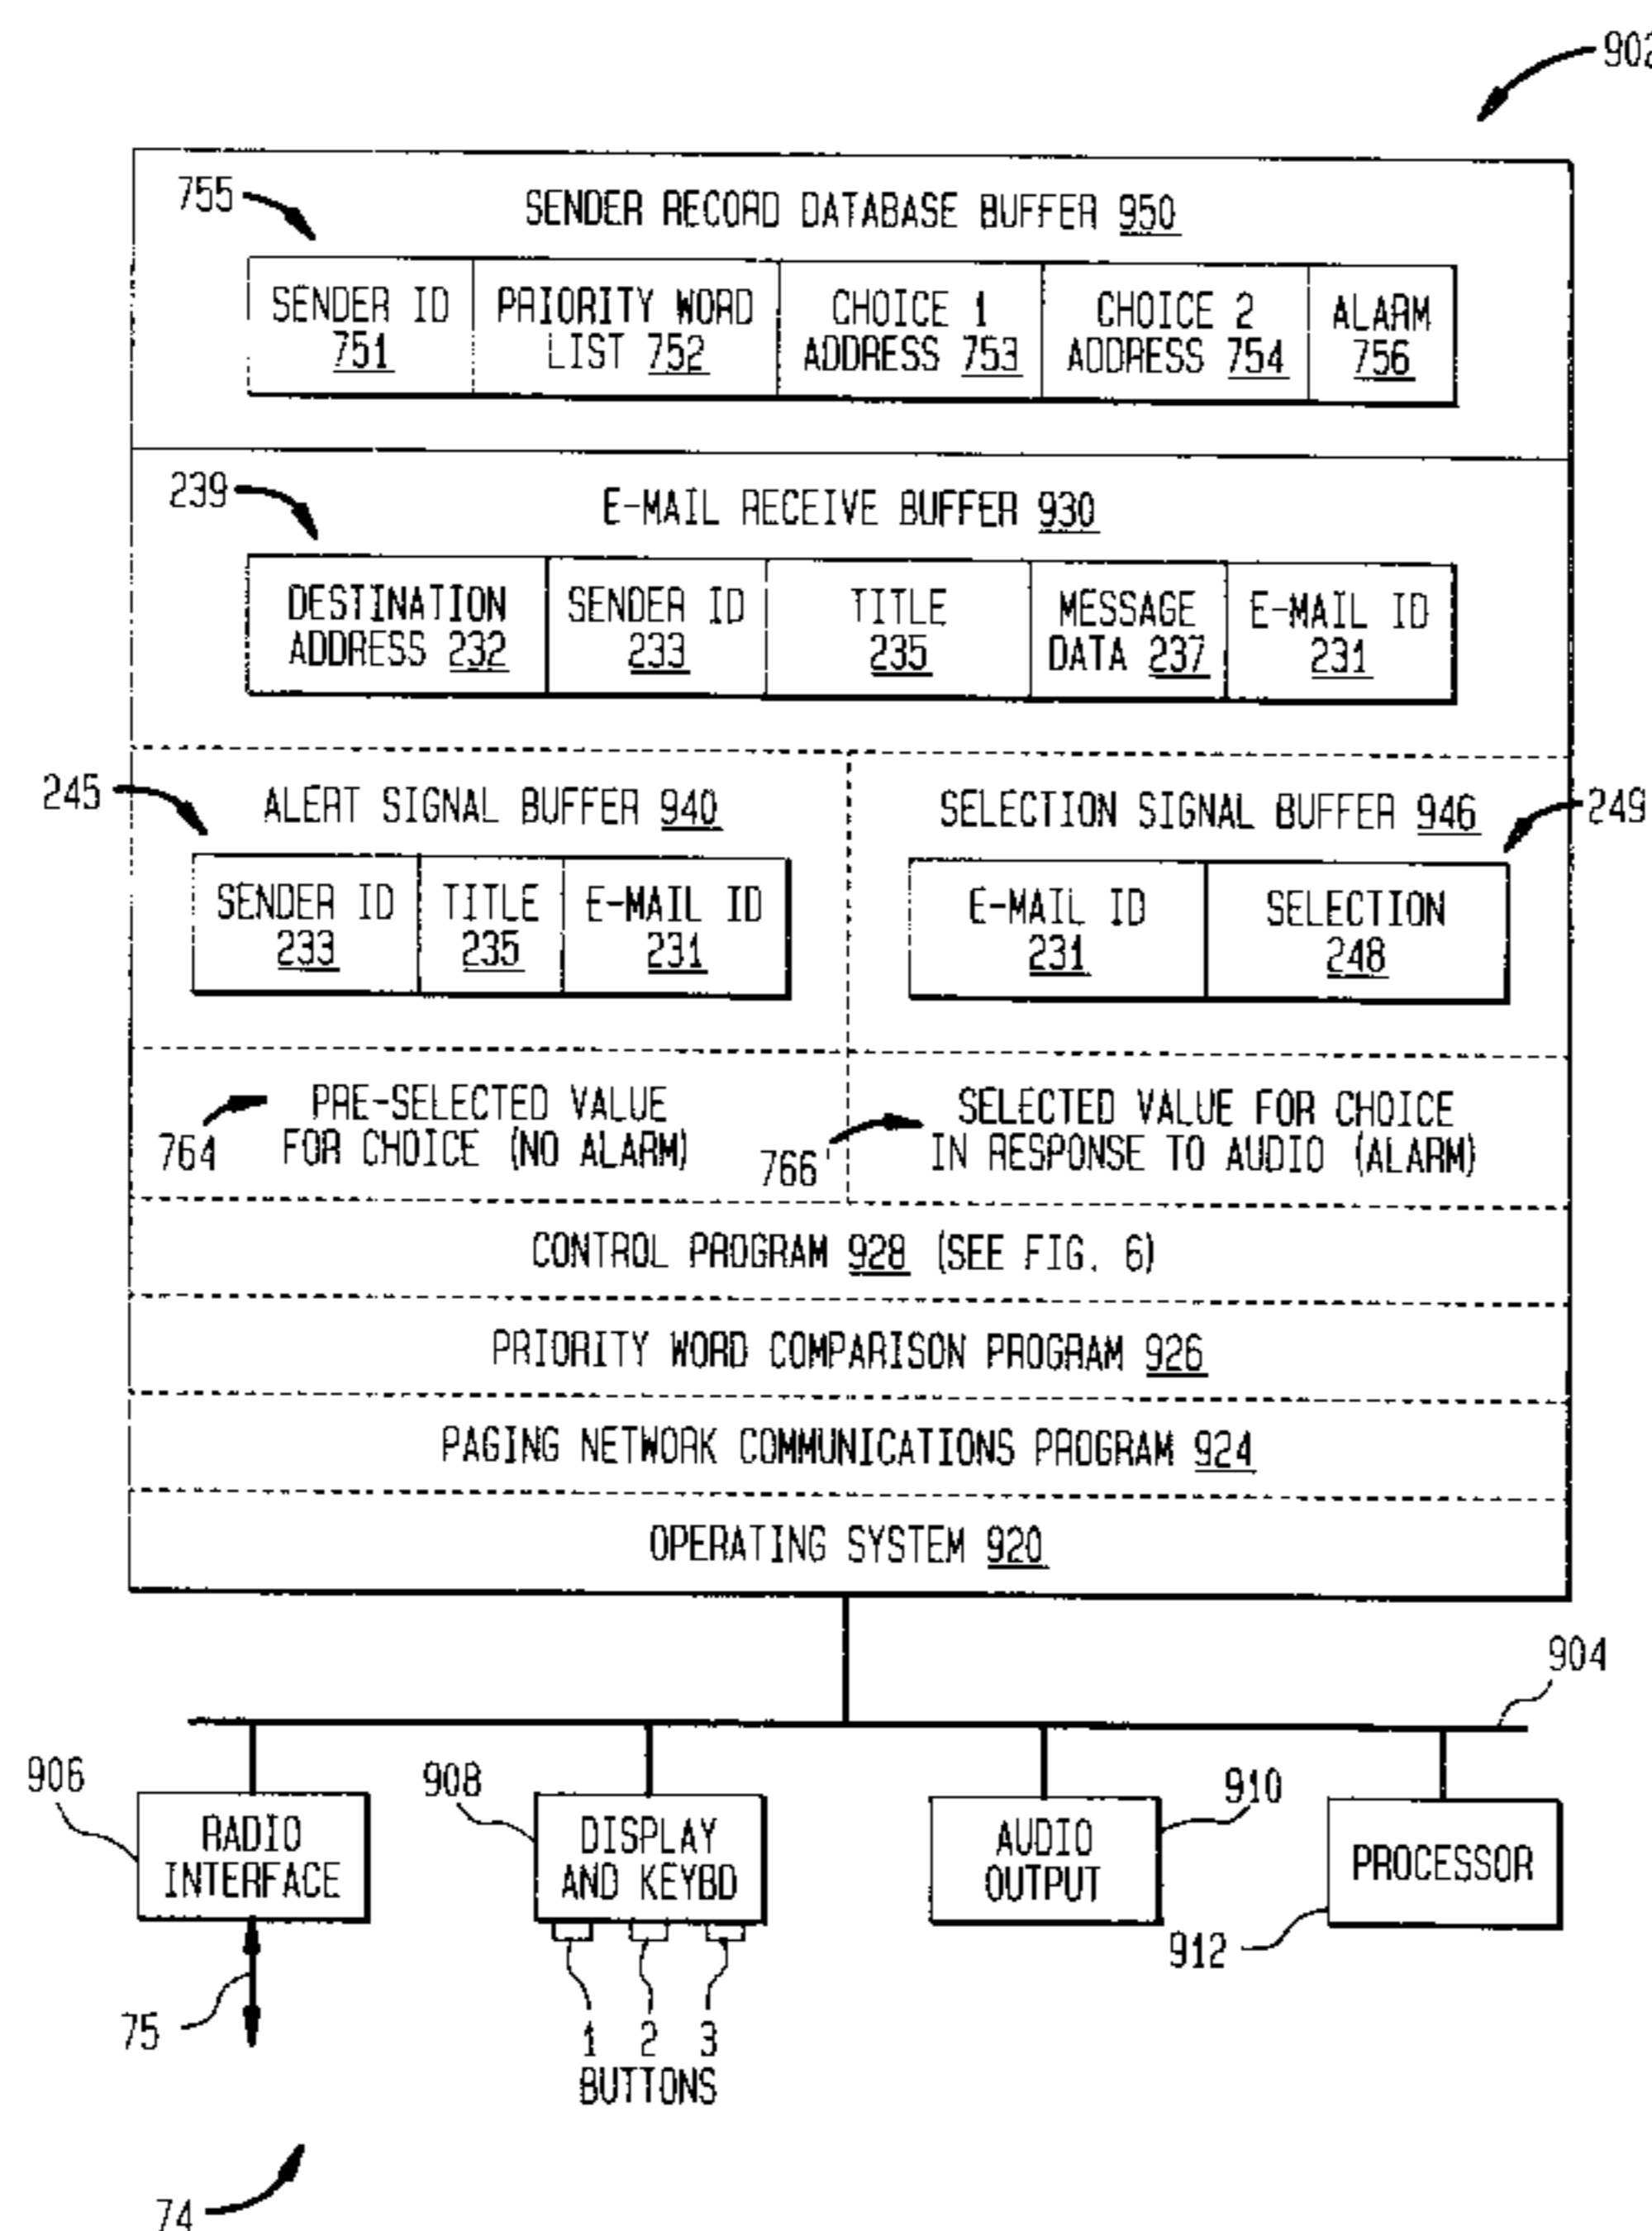 902
755
SENDER RECORD DATABASE BUFFER 950
SENDER ID
751
PRIORITY WORD
LIST 752
CHOICE 1
ADDRESS 753
CHOICE 2
ADDRESS 754
ALARM
756
239
E-MAIL RECEIVE BUFFER 930
DESTINATION
ADDRESS 232
SENDER ID
233
TITLE
235
MESSAGE
DATA 237
E-MAIL ID
231
245
ALERT SIGNAL BUFFER 940
SENDER ID
233
TITLE
235
E-MAIL ID
231
SELECTION SIGNAL BUFFER 946
249
E-MAIL ID
231
SELECTION
248
764
PRE-SELECTED VALUE
FOR CHOICE (NO ALARM)
766
SELECTED VALUE FOR CHOICE
IN RESPONSE TO AUDIO (ALARM)
CONTROL PROGRAM 928 (SEE FIG. 6)
PRIORITY WORD COMPARISON PROGRAM 926
PAGING NETWORK COMMUNICATIONS PROGRAM 924
OPERATING SYSTEM 920
904
906
RADIO
INTERFACE
908
DISPLAY
AND KEYBD
910
AUDIO
OUTPUT
PROCESSOR
912
75
1 2 3
BUTTONS
74